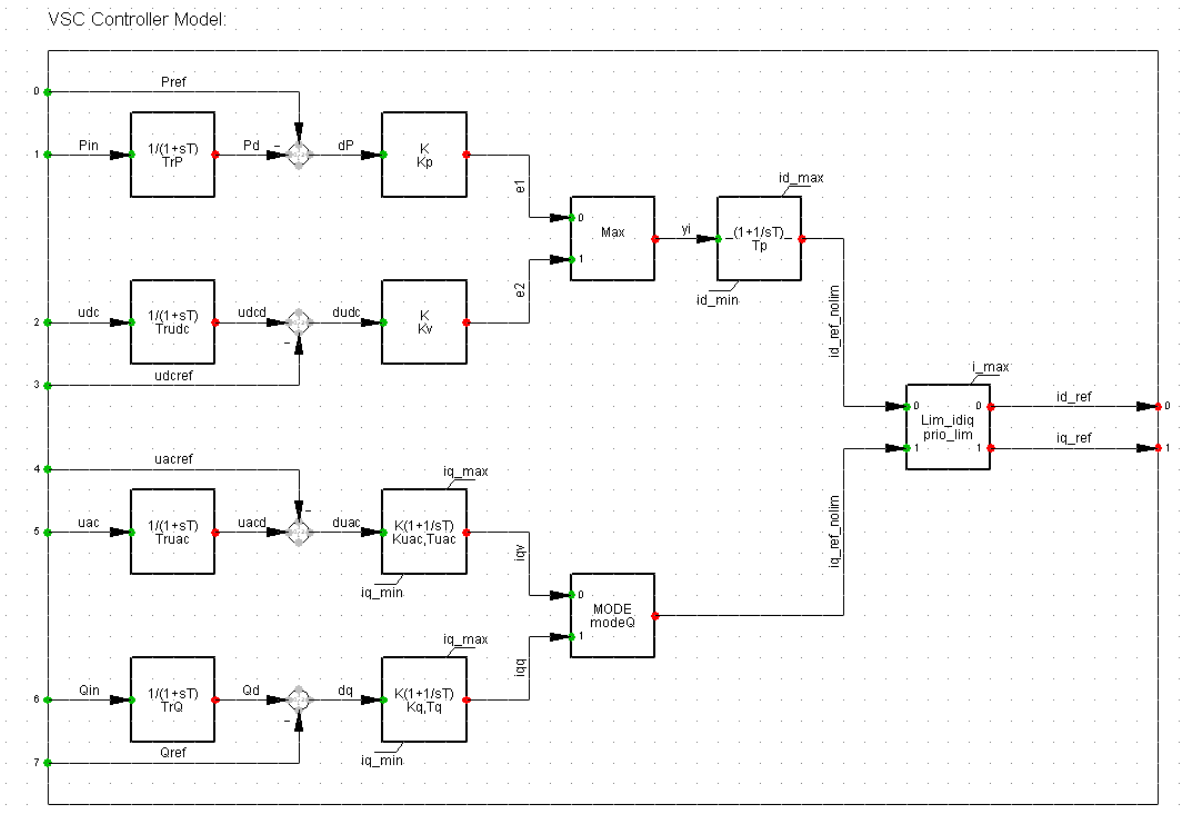 VSC Controller Model:
Pref
0
1
Pin
1/(1+sT)
TrP
Pd
-
dP
K
Kp
e1
0
Max
1
yi
id_max
_(1+1/sT)_
Tp
id_min
2
udc
1/(1+sT)
Trudc
udcd
-
dudc
K
Kv
e2
3
udcref
id_ref_nolim
i_max
0
0
Lim_idiq
prio_lim
1
1
id_ref
0
iq_ref
1
4
uacref
5
uac
1/(1+sT)
Truac
uacd
-
duac
iq_max
K(1+1/sT)
Kuac,Tuac
iq_min
iqv
0
MODE
modeQ
1
iq_ref_nolim
6
Qin
1/(1+sT)
TrQ
Qd
-
dq
iq_max
K(1+1/sT)
Kq,Tq
iq_min
iqq
7
Qref